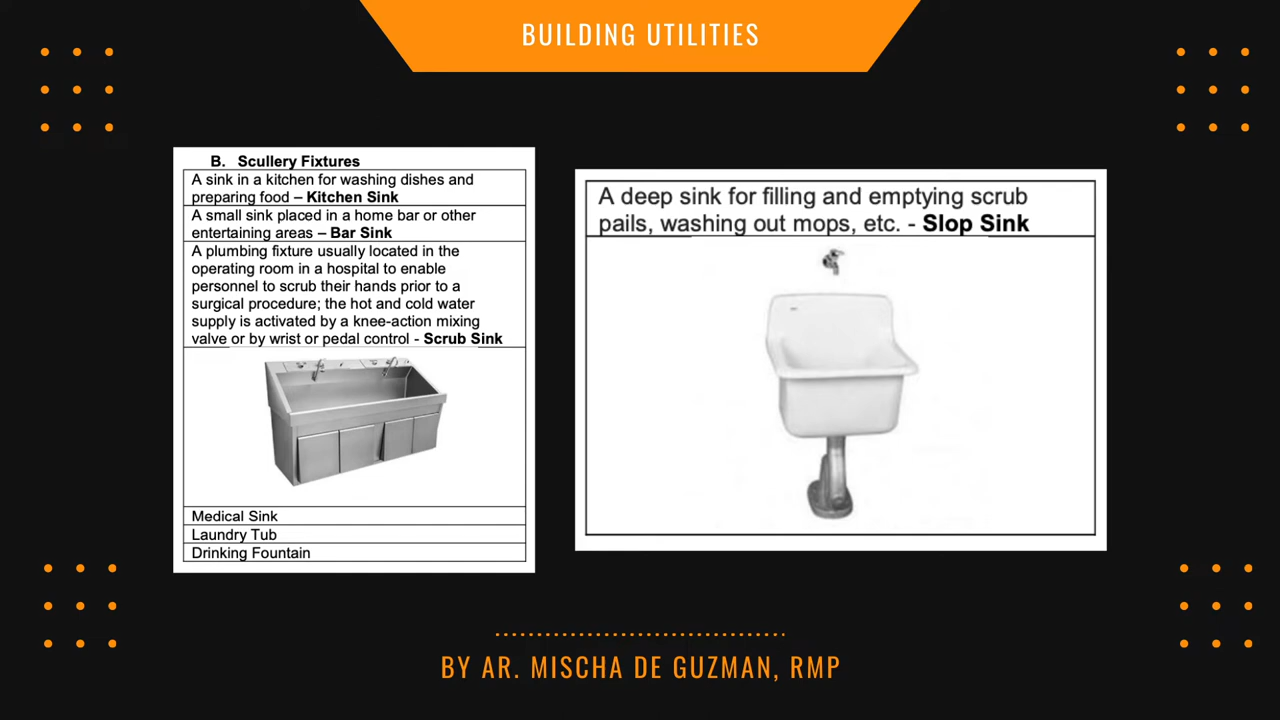 BUILDING UTILITIES
B. Scullery Fixtures
A sink in a kitchen for washing dishes and
preparing food – Kitchen Sink
A small sink placed in a home bar or other
entertaining areas – Bar Sink
A plumbing fixture usually located in the
operating room in a hospital to enable
personnel to scrub their hands prior to a
surgical procedure; the hot and cold water
supply is activated by a knee-action mixing
valve or by wrist or pedal control - Scrub Sink
Medical Sink
Laundry Tub
Drinking Fountain
A deep sink for filling and emptying scrub
pails, washing out mops, etc. - Slop Sink
BY AR. MISCHA DE GUZMAN, RMP